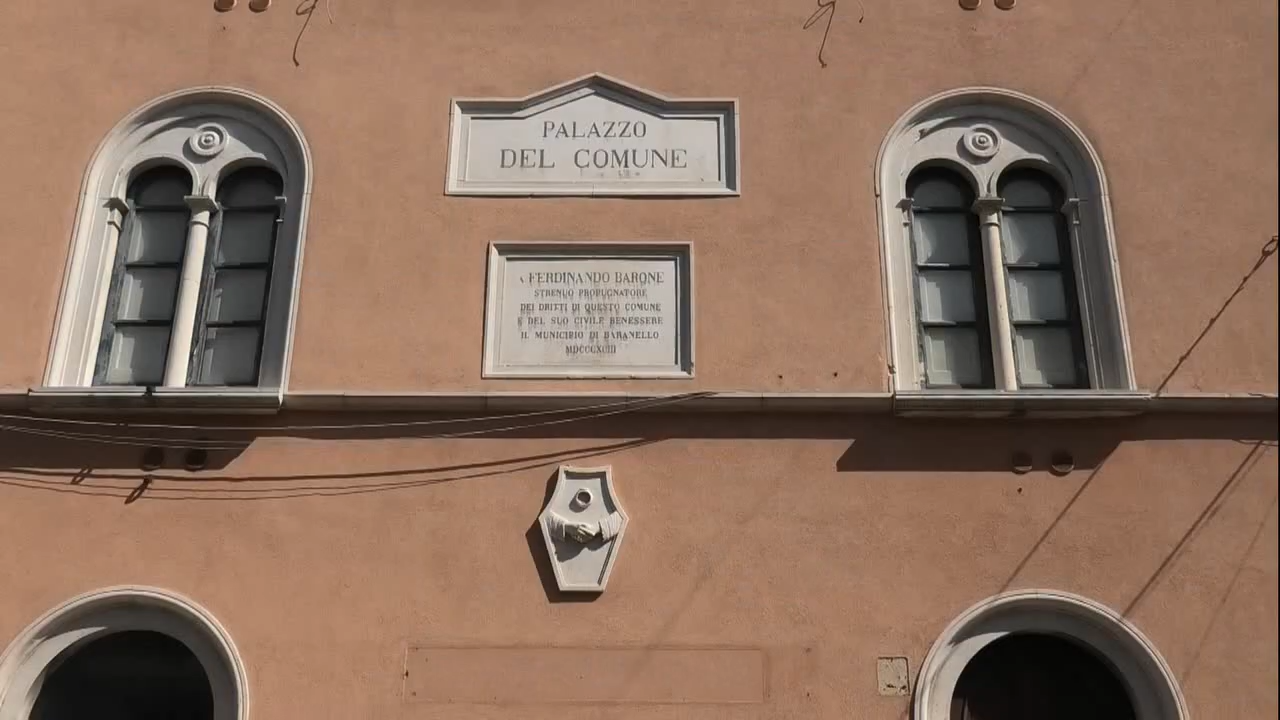 PALAZZO
DEL COMUNE
A FERDINANDO BARONE
STRENUO PROPUGNATORE
DEI DRITTI DI QUESTO COMUNE
E DEL SUO CIVILE BENESSERE
IL MUNICIPIO DI BARANELLO
MDCCCXCIII